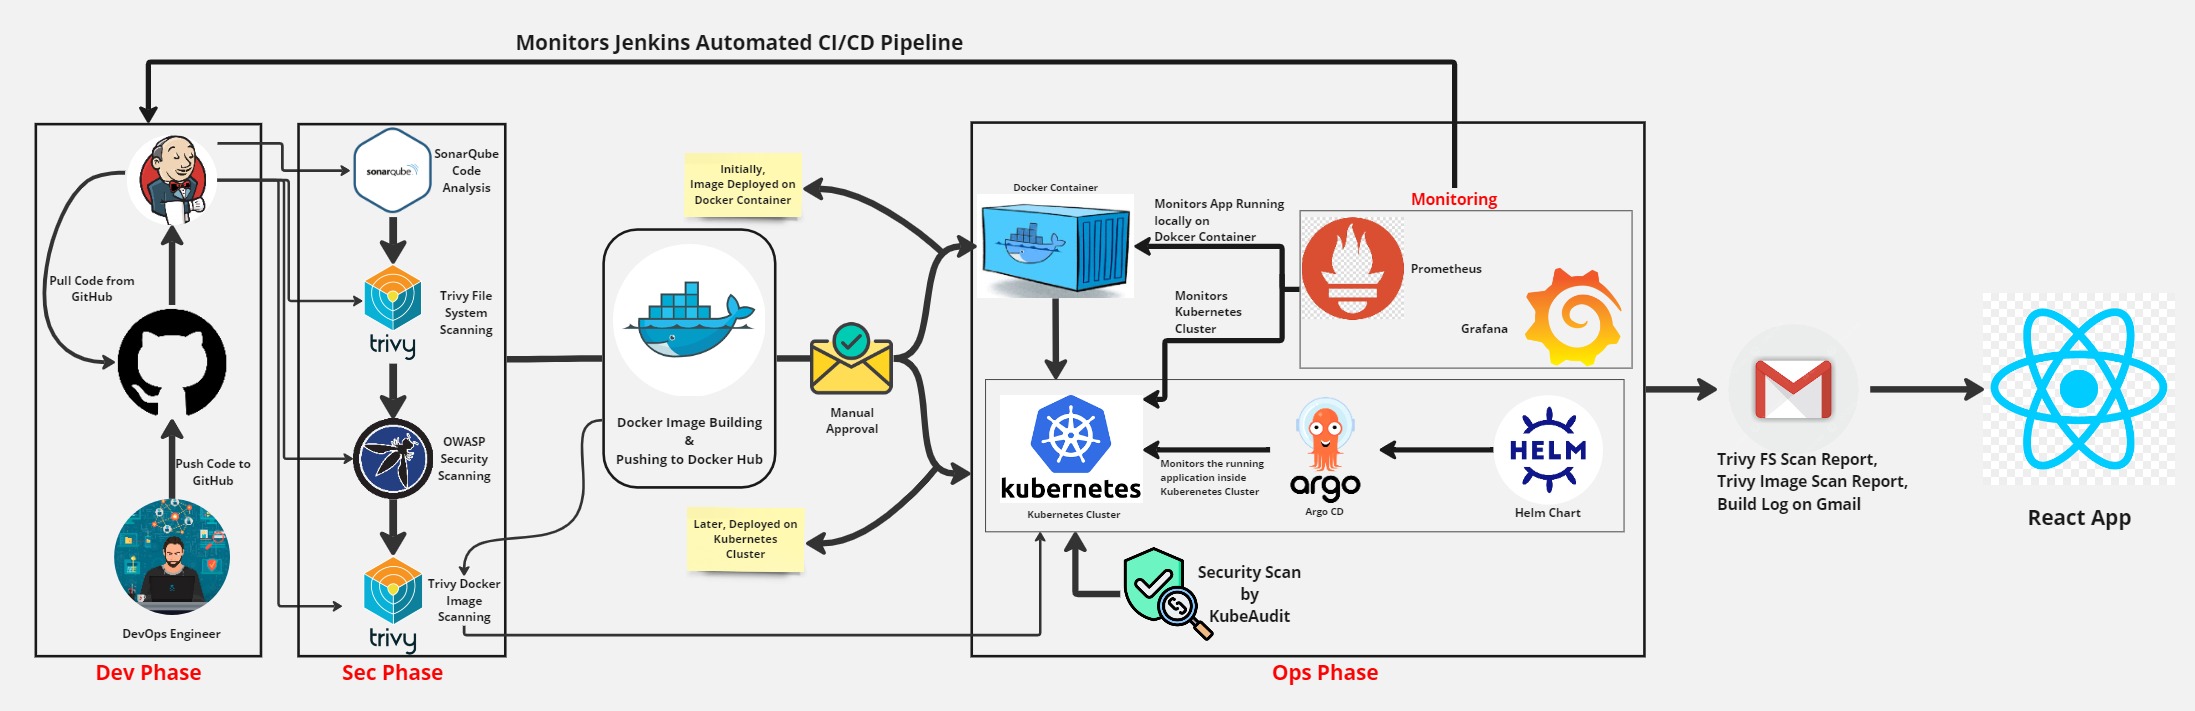 Monitors Jenkins Automated CI/CD Pipeline
Pull Code from
GitHub
Push Code to
GitHub
DevOps Engineer
Dev Phase
sonarqube
SonarQube
Code
Analysis
Trivy File
System
Scanning
trivy
OWASP
Security
Scanning
Trivy Docker
Image
Scanning
trivy
Sec Phase
Docker Image Building
&
Pushing to Docker Hub
Initially,
Image Deployed on
Docker Container
Manual
Approval
Later, Deployed on
Kubernetes
Cluster
Docker Container
Monitors App Running
locally on
Dokcer Container
Monitors
Kubernetes
Cluster
Monitoring
Prometheus
Grafana
kubernetes
Kubernetes Cluster
Monitors the running
application inside
Kuberenetes Cluster
argo
Argo CD
HELM
Helm Chart
Security Scan
by
KubeAudit
Ops Phase
Trivy FS Scan Report,
Trivy Image Scan Report,
Build Log on Gmail
React App